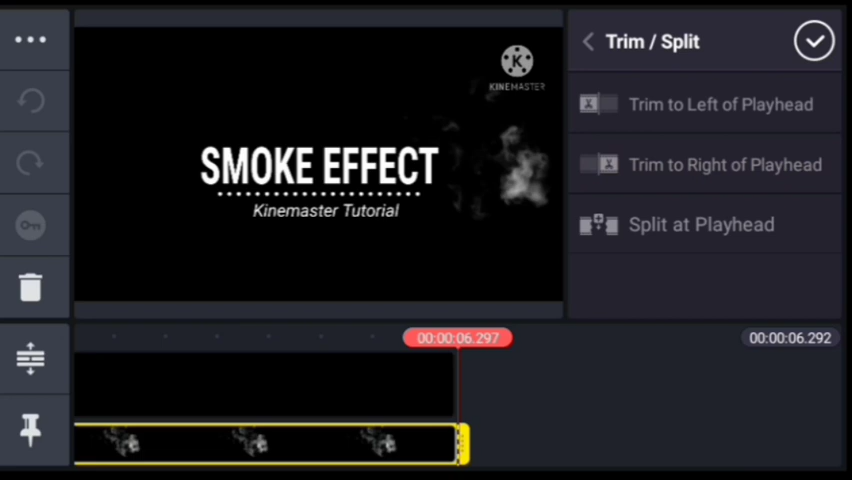 Trim / Split
KINEMASTER
Trim to Left of Playhead
SMOKE EFFECT
Trim to Right of Playhead
Kinemaster Tutorial
Split at Playhead
00:00:06.297
00:00:06.292